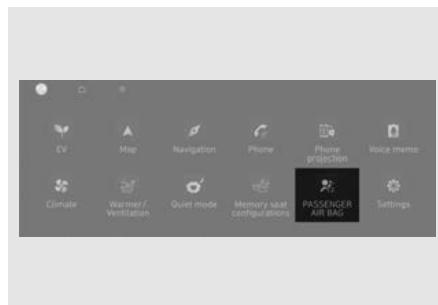 EV
Map
Navigation
Phone
Phone
projection
Voice memo
Climate
Warmer/
Ventilation
Quiet mode
Memory seat
configurations
PASSENGER
AIR BAG
Settings